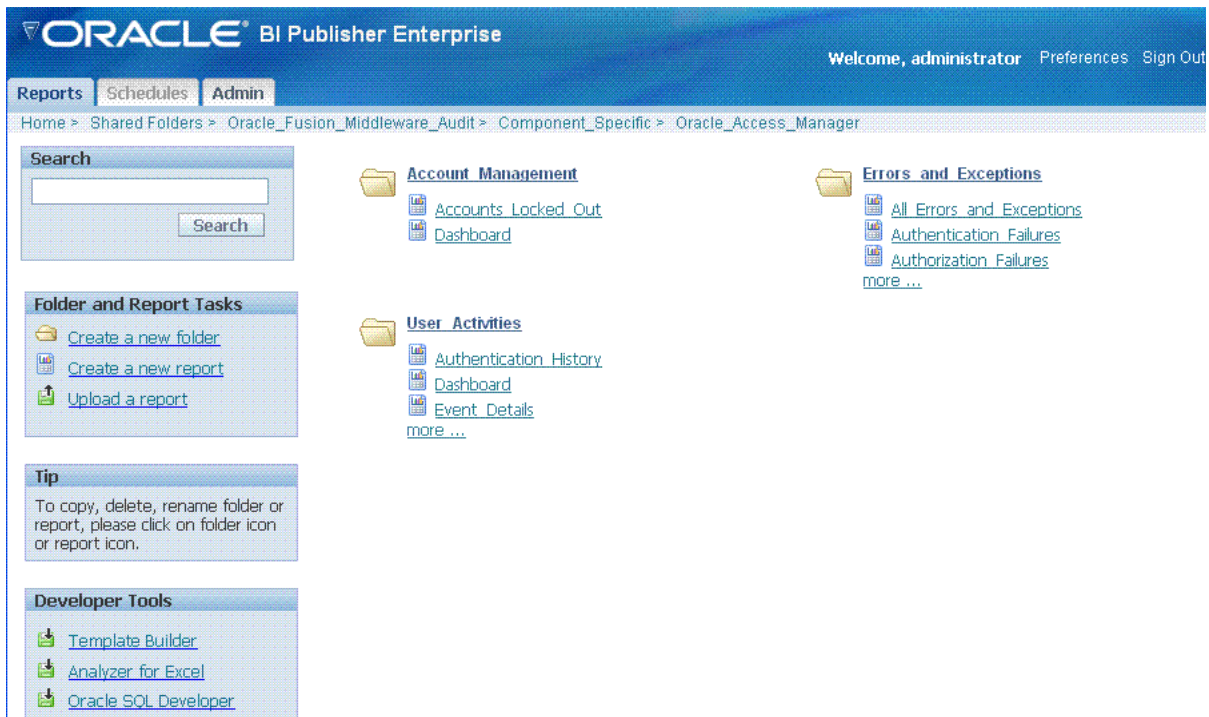 ORACLE® BI Publisher Enterprise
Welcome, administrator Preferences Sign Out
Reports Schedules Admin
Home > Shared Folders > Oracle_Fusion_Middleware_Audit > Component_Specific > Oracle_Access_Manager
Search
Search
Folder and Report Tasks
Create a new folder
Create a new report
Upload a report
Tip
To copy, delete, rename folder or
report, please click on folder icon
or report icon.
Developer Tools
Template Builder
Analyzer for Excel
Oracle SQL Developer
Account_Management
Accounts_Locked_Out
Dashboard
Errors_and_Exceptions
All_Errors_and_Exceptions
Authentication_Failures
Authorization_Failures
more ...
User_Activities
Authentication_History
Dashboard
Event_Details
more ...